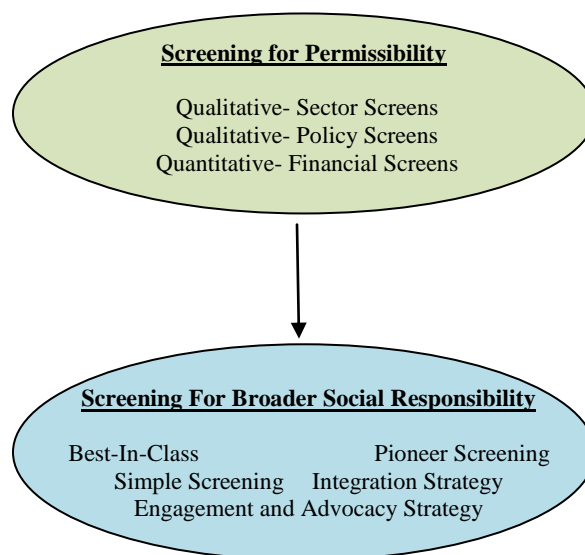 Screening for Permissibility
Qualitative- Sector Screens
Qualitative- Policy Screens
Quantitative- Financial Screens
Screening For Broader Social Responsibility
Best-In-Class Pioneer Screening
Simple Screening Integration Strategy
Engagement and Advocacy Strategy